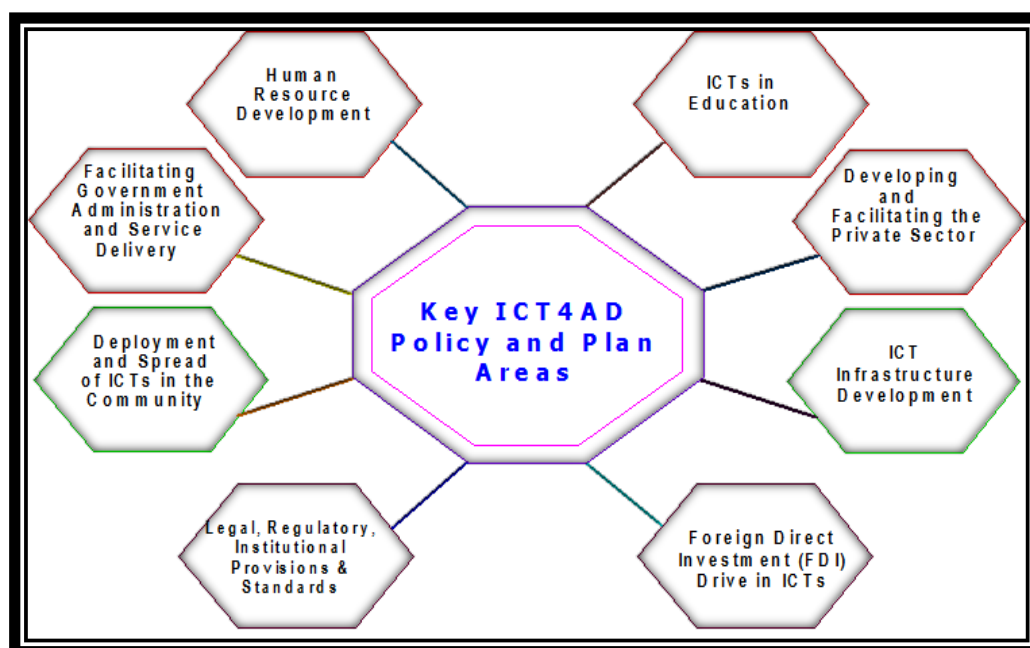 Human
Resource
Development
ICTs in
Education
Facilitating
Government
Administration
and Service
Delivery
Developing
and
Facilitating the
Private Sector
Key ICT4AD
Policy and Plan
Areas
Deployment
and Spread
of ICTs in the
Community
ICT
Infrastructure
Development
Legal, Regulatory,
Institutional
Provisions &
Standards
Foreign Direct
Investment (FDI)
Drive in ICTs